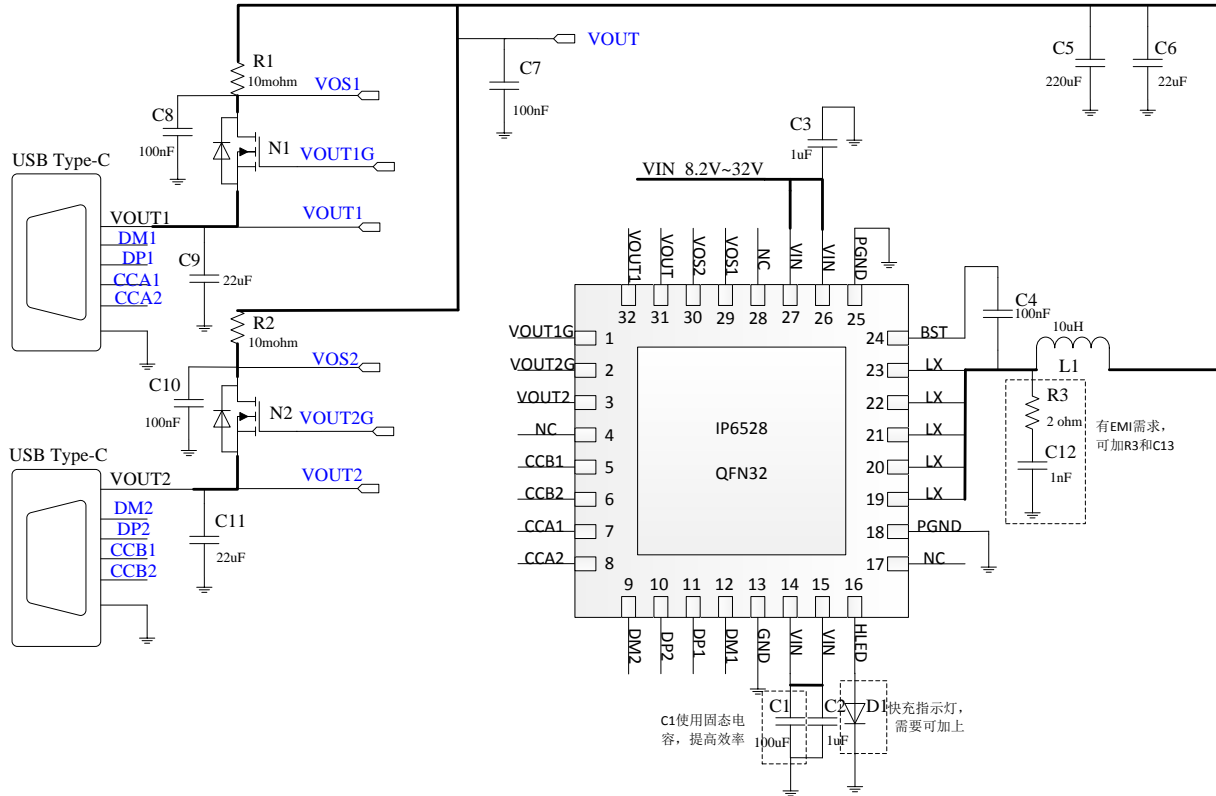 VOUT
R1
10mohm
VOS1
C8
100nF
N1
VOUT1G
USB Type-C
VOUT1
VOUT1
DM1
DP1
CCA1
CCA2
C9
22uF
C7
100nF
C5
220uF
C6
22uF
C3
1uF
VIN 8.2V~32V
R2
10mohm
VOS2
C10
100nF
N2
VOUT2G
USB Type-C
VOUT2
VOUT2
DM2
DP2
CCB1
CCB2
C11
22uF
VOUT1
VOUT
VOS2
VOS1
NC
VIN
VIN
PGND
32 31 30 29 28 27 26 25
VOUT1G 1
VOUT2G 2
VOUT2 3
NC 4
CCB1 5
CCB2 6
CCA1 7
CCA2 8
IP6528
QFN32
24 BST
23 LX
22 LX
21 LX
20 LX
19 LX
18 PGND
17 NC
9 10 11 12 13 14 15 16
DM2
DP2
DP1
DM1
GND
VIN
VIN
HLED
C4
100nF
10uH
L1
R3
2 ohm
C12
1nF
有EMI需求，
可加R3和C13
C1使用固态电
容，提高效率
C1
100uF
C2
1uF
D1
快充指示灯，
需要可加上